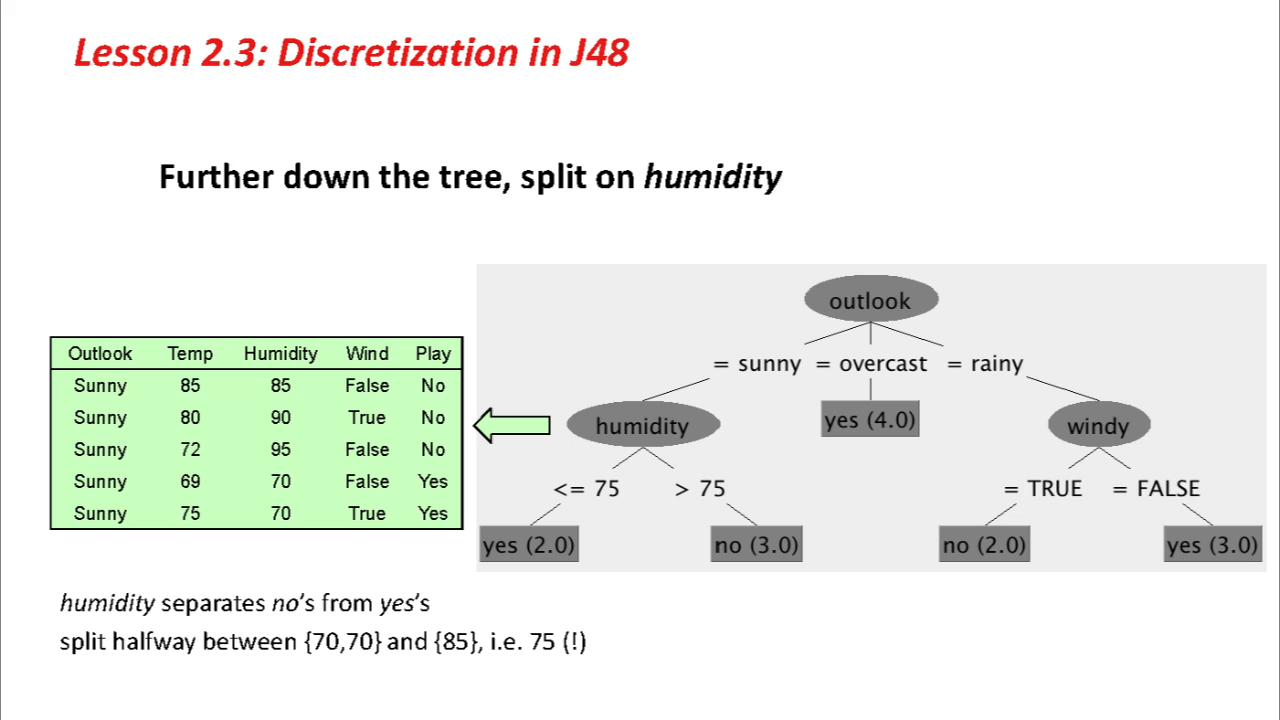 Lesson 2.3: Discretization in J48
Further down the tree, split on humidity
Outlook Temp Humidity Wind Play
Sunny 85 85 False No
Sunny 80 90 True No
Sunny 72 95 False No
Sunny 69 70 False Yes
Sunny 75 70 True Yes
outlook
= sunny = overcast = rainy
humidity yes (4.0) windy
<= 75 > 75 = TRUE = FALSE
yes (2.0) no (3.0) no (2.0) yes (3.0)
humidity separates no's from yes's
split halfway between {70,70} and {85}, i.e. 75 (!)